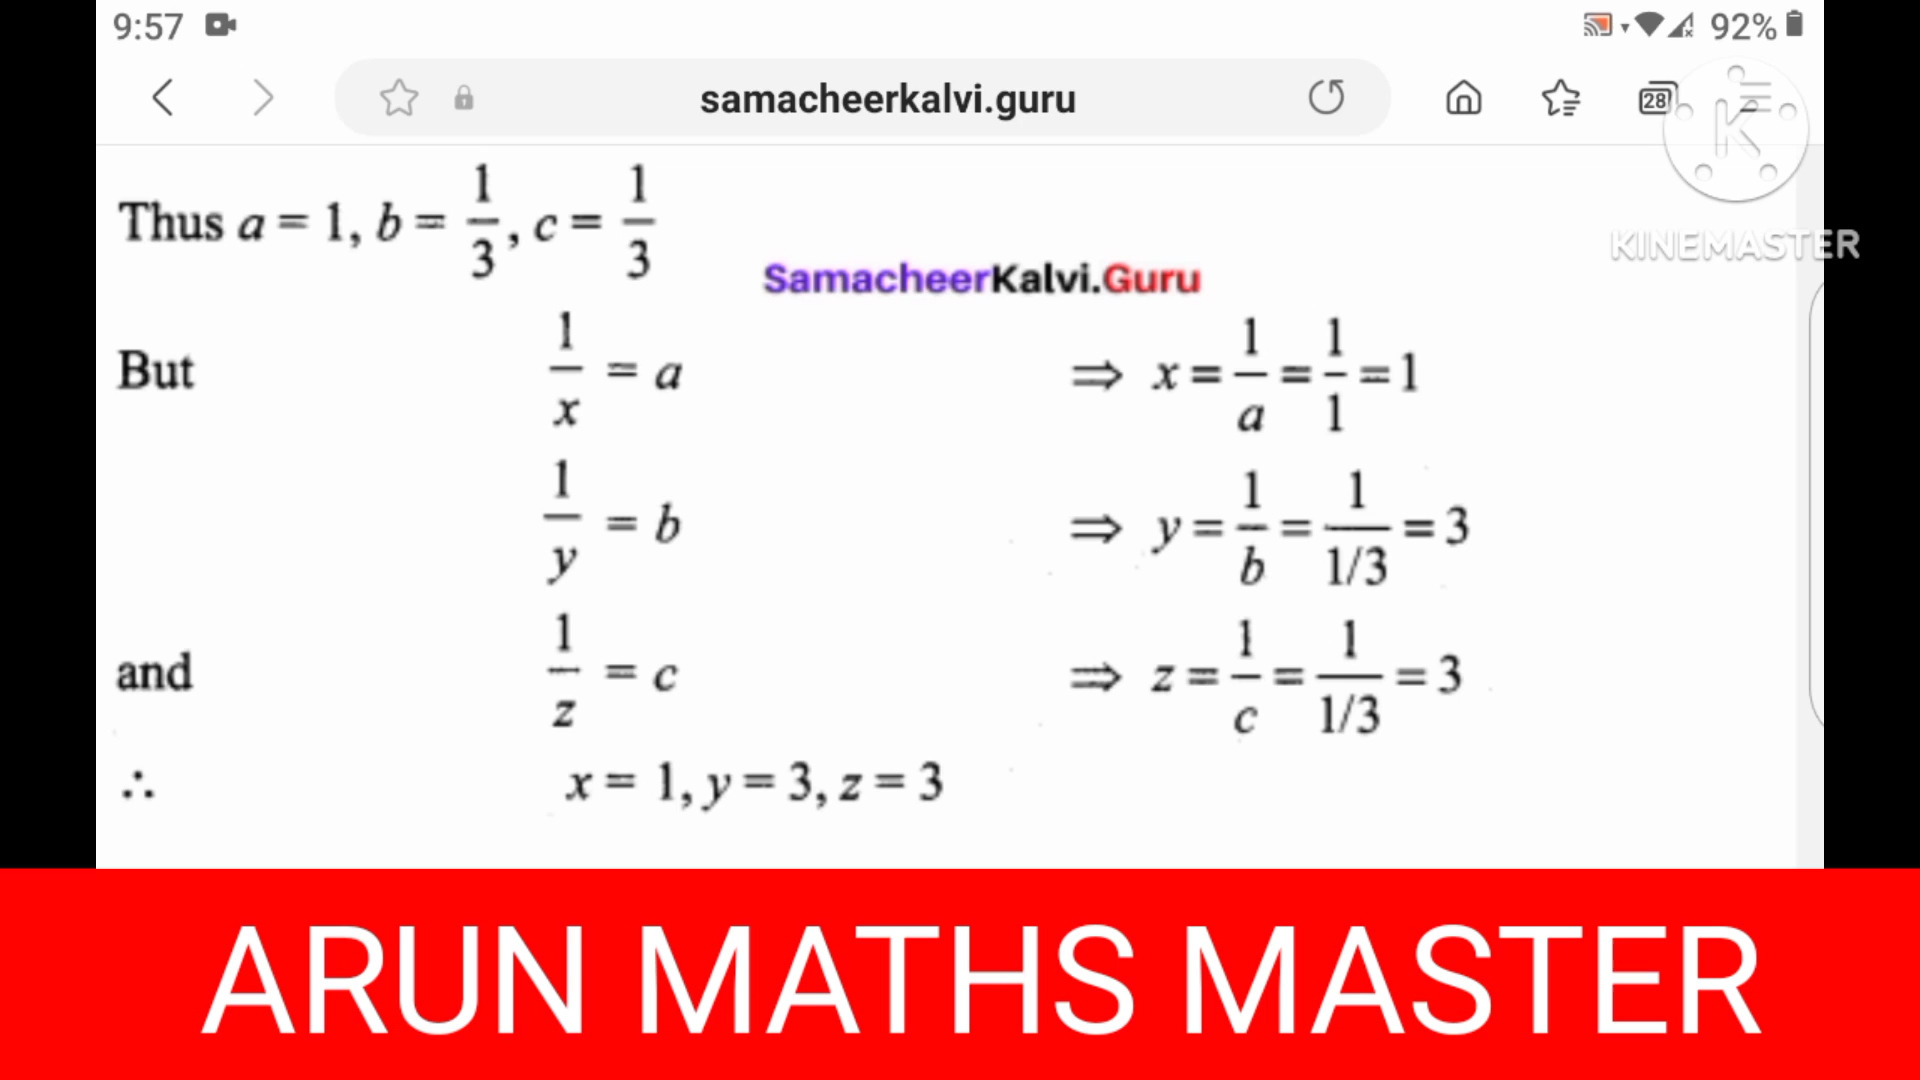 9:57 92%
samacheerkalvi.guru 28
K
KINEMASTER
Thus a = 1, b = 1/3, c = 1/3
SamacheerKalvi.Guru
But 1/x = a ⇒ x = 1/a = 1/1 = 1
1/y = b ⇒ y = 1/b = 1/(1/3) = 3
and 1/z = c ⇒ z = 1/c = 1/(1/3) = 3
∴ x = 1, y = 3, z = 3
ARUN MATHS MASTER